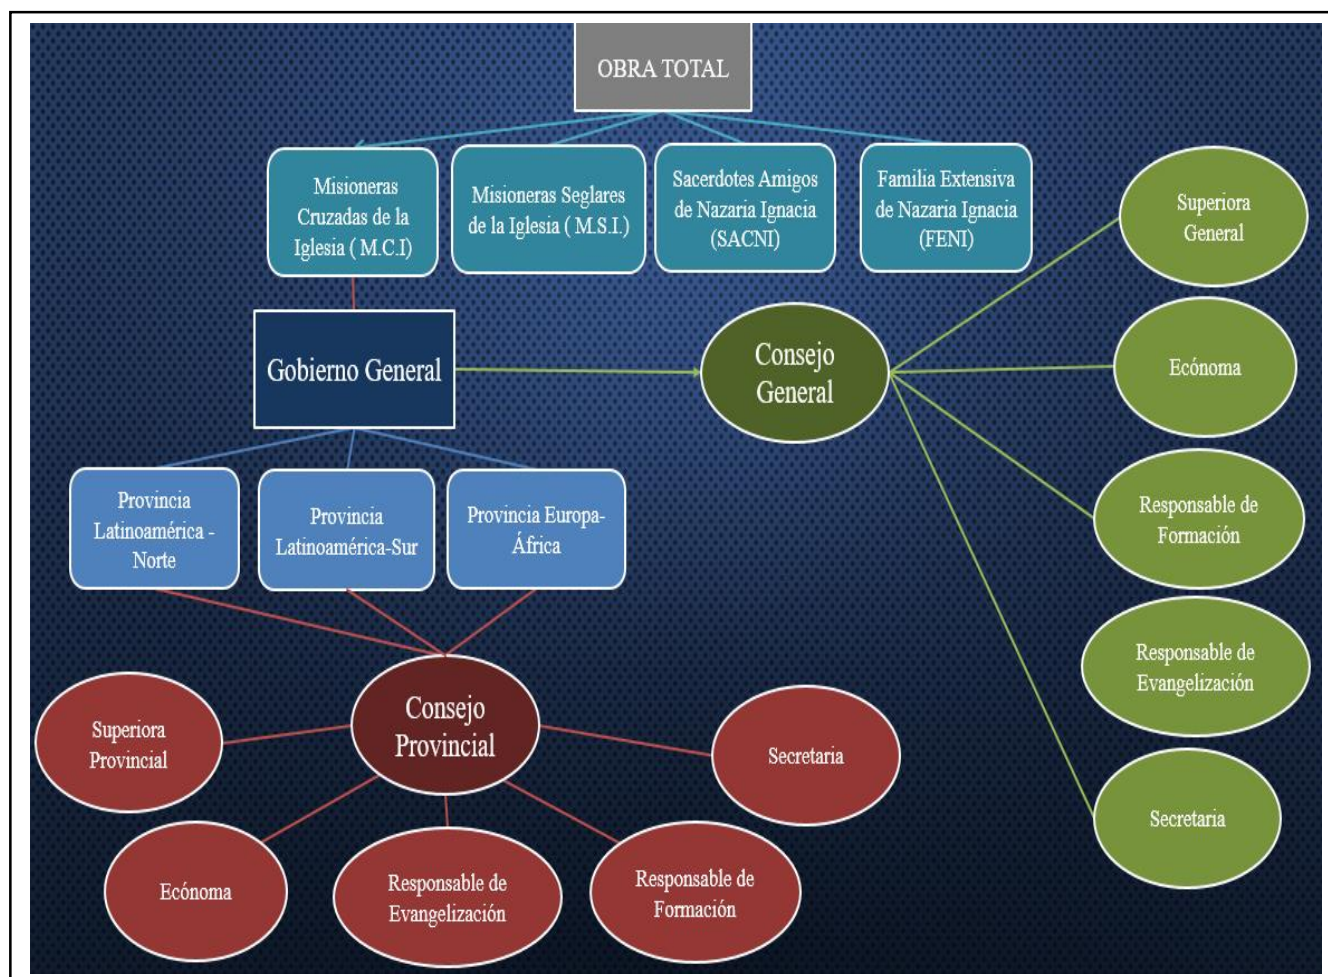 OBRA TOTAL
Misioneras
Cruzadas de la
Iglesia ( M.C.I)
Misioneras Seglares
de la Iglesia ( M.S.I.)
Sacerdotes Amigos
de Nazaria Ignacia
(SACNI)
Familia Extensiva
de Nazaria Ignacia
(FENI)
Superiora
General
Gobierno General
Consejo
General
Ecónoma
Provincia
Latinoamérica -
Norte
Provincia
Latinoamérica-Sur
Provincia Europa-
África
Responsable de
Formación
Responsable de
Evangelización
Consejo
Provincial
Superiora
Provincial
Secretaria
Secretaria
Ecónoma
Responsable de
Evangelización
Responsable de
Formación